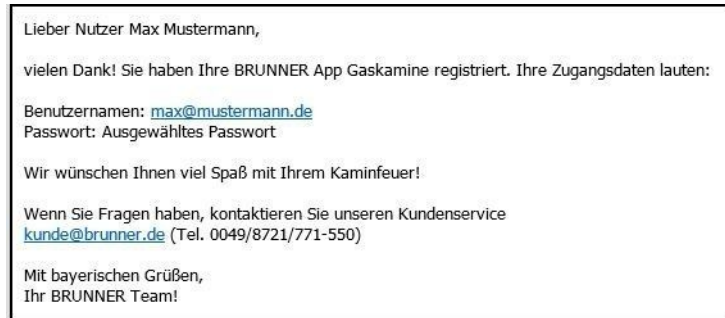 Lieber Nutzer Max Mustermann,
vielen Dank! Sie haben Ihre BRUNNER App Gaskamine registriert. Ihre Zugangsdaten lauten:
Benutzernamen: max@mustermann.de
Passwort: Ausgewähltes Passwort
Wir wünschen Ihnen viel Spaß mit Ihrem Kaminfeuer!
Wenn Sie Fragen haben, kontaktieren Sie unseren Kundenservice
kunde@brunner.de (Tel. 0049/8721/771-550)
Mit bayerischen Grüßen,
Ihr BRUNNER Team!